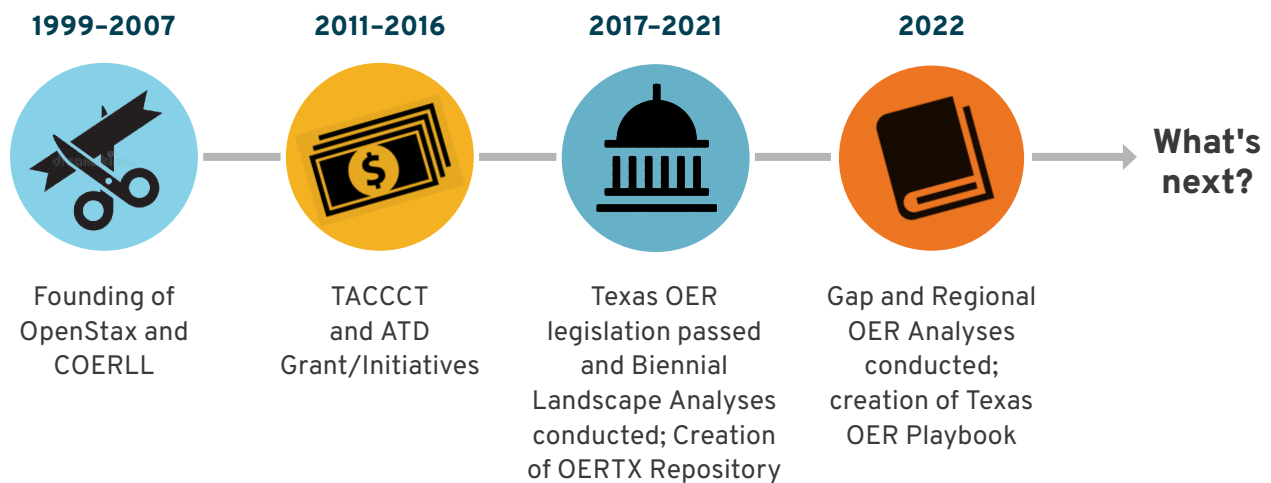 1999–2007
2011–2016
2017–2021
2022
$
What's
next?
Founding of
OpenStax and
COERLL
TACCCT
and ATD
Grant/Initiatives
Texas OER
legislation passed
and Biennial
Landscape Analyses
conducted; Creation
of OERTX Repository
Gap and Regional
OER Analyses
conducted;
creation of Texas
OER Playbook